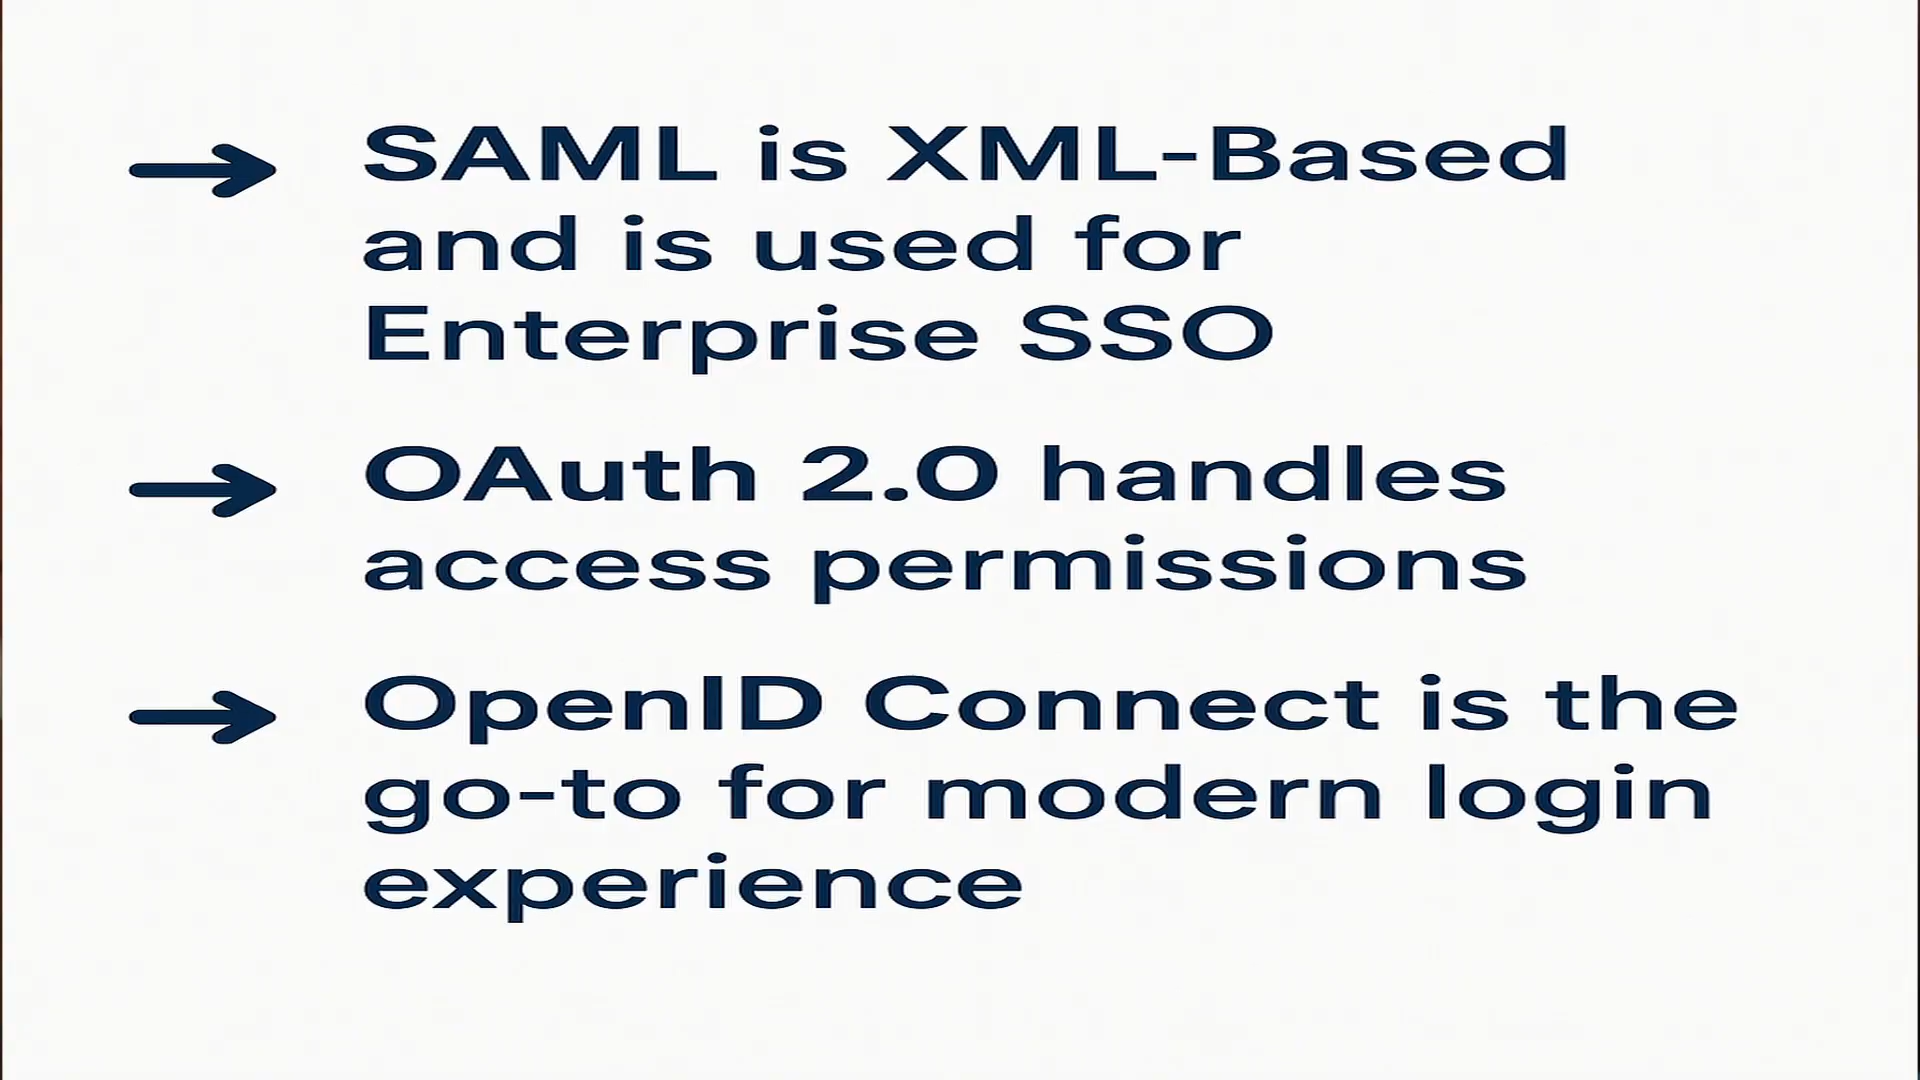 SAML is XML-Based
and is used for
Enterprise SSO
OAuth 2.0 handles
access permissions
OpenID Connect is the
go-to for modern login
experience